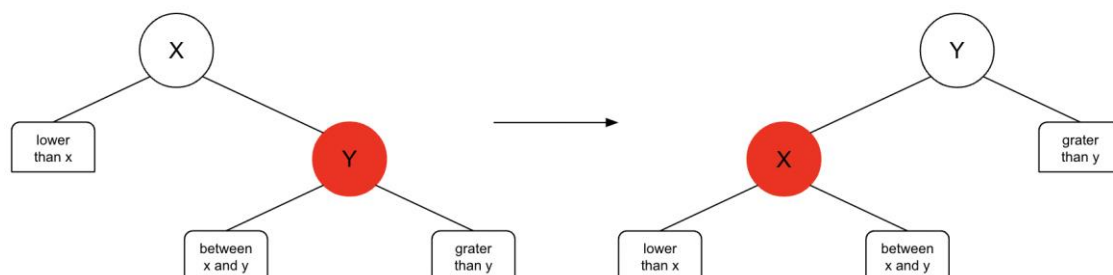 X
Y
lower
than x
Y
X
grater
than y
between
x and y
grater
than y
lower
than x
between
x and y